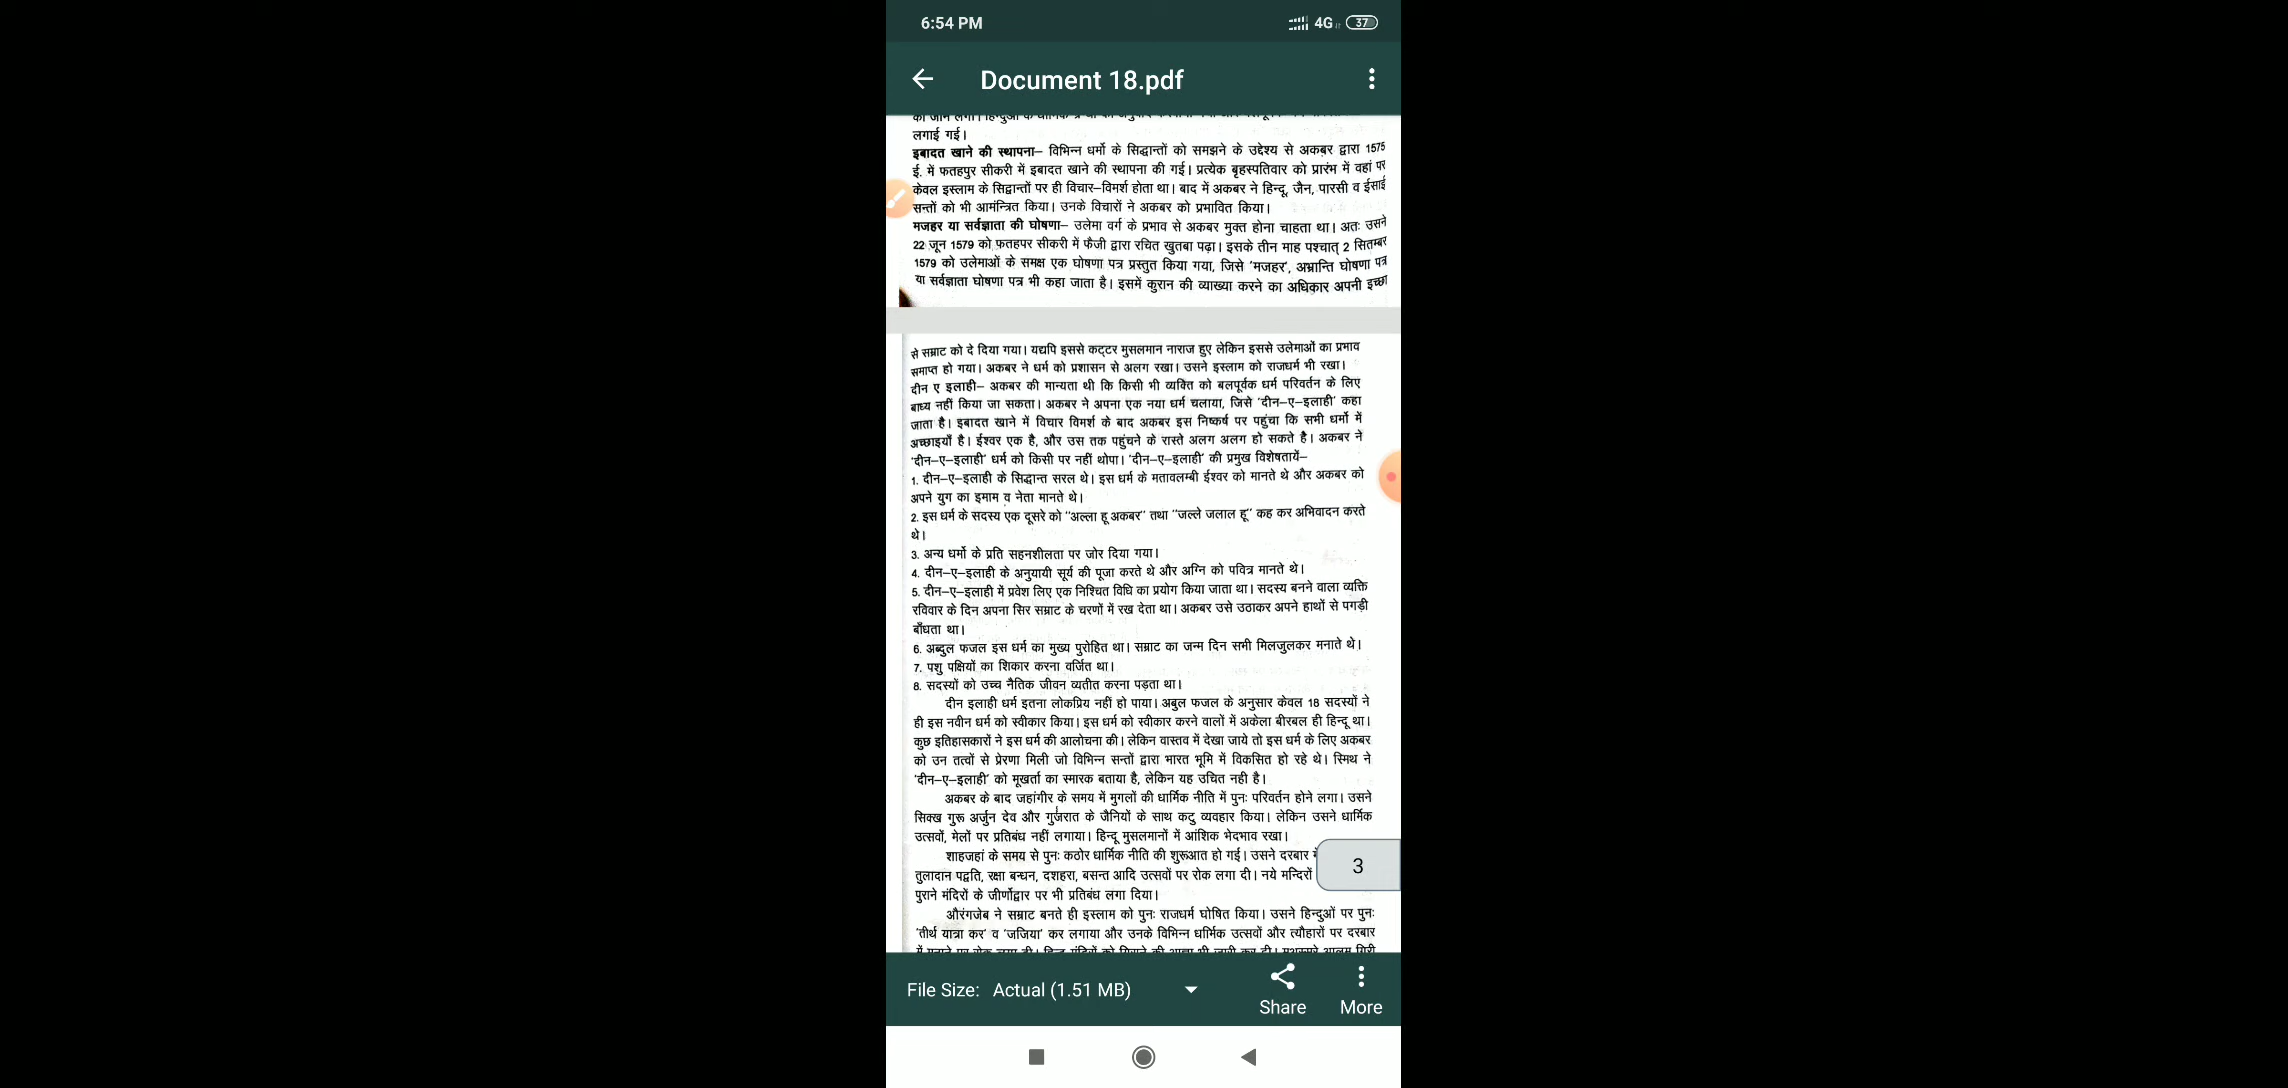 6:54 PM
4G
37
Document 18.pdf
लगाई गई।
इबादत खाने की स्थापना– विभिन्न धर्मो के सिद्धान्तों को समझने के उद्देश्य से अकबर द्वारा 1575
ई. में फतहपुर सीकरी में इबादत खाने की स्थापना की गई। प्रत्येक बृहस्पतिवार को प्रारंभ में वहां पर
केवल इस्लाम के सिद्वान्तों पर ही विचार–विमर्श होता था। बाद में अकबर ने हिन्दू, जैन, पारसी व ईसाई
सन्तों को भी आमंन्त्रित किया। उनके विचारों ने अकबर को प्रभावित किया।
मजहर या सर्वज्ञाता की घोषणा– उलेमा वर्ग के प्रभाव से अकबर मुक्त होना चाहता था। अतः उसने
22 जून 1579 को फ़तहपर सीकरी में फैजी द्वारा रचित खुतबा पढ़ा। इसके तीन माह पश्चात् 2 सितम्बर
1579 को उलेमाओं के समक्ष एक घोषणा पत्र प्रस्तुत किया गया, जिसे 'मजहर', अभ्रान्ति घोषणा पत्र
या सर्वज्ञाता घोषणा पत्र भी कहा जाता है। इसमें कुरान की व्याख्या करने का अधिकार अपनी इच्छा
से सम्राट को दे दिया गया। यद्यपि इससे कट्टर मुसलमान नाराज हुए लेकिन इससे उलेमाओं का प्रभाव
समाप्त हो गया। अकबर ने धर्म को प्रशासन से अलग रखा। उसने इस्लाम को राजधर्म भी रखा।
दीन ए इलाही– अकबर की मान्यता थी कि किसी भी व्यक्ति को बलपूर्वक धर्म परिवर्तन के लिए
बाध्य नहीं किया जा सकता। अकबर ने अपना एक नया धर्म चलाया, जिसे 'दीन–ए–इलाही' कहा
जाता है। इबादत खाने में विचार विमर्श के बाद अकबर इस निष्कर्ष पर पहुंचा कि सभी धर्मो में
अच्छाइयाँ है। ईश्वर एक है, और उस तक पहुंचने के रास्ते अलग अलग हो सकते है। अकबर ने
'दीन–ए–इलाही' धर्म को किसी पर नहीं थोपा। 'दीन–ए–इलाही' की प्रमुख विशेषतायें–
1. दीन–ए–इलाही के सिद्धान्त सरल थे। इस धर्म के मतावलम्बी ईश्वर को मानते थे और अकबर को
अपने युग का इमाम व नेता मानते थे।
2. इस धर्म के सदस्य एक दूसरे को "अल्ला हू अकबर" तथा "जल्ले जलाल हू" कह कर अभिवादन करते
थे।
3. अन्य धर्मो के प्रति सहनशीलता पर जोर दिया गया।
4. दीन–ए–इलाही के अनुयायी सूर्य की पूजा करते थे और अग्नि को पवित्र मानते थे।
5. दीन–ए–इलाही में प्रवेश लिए एक निश्चित विधि का प्रयोग किया जाता था। सदस्य बनने वाला व्यक्ति
रविवार के दिन अपना सिर सम्राट के चरणों में रख देता था। अकबर उसे उठाकर अपने हाथों से पगड़ी
बाँधता था।
6. अब्दुल फजल इस धर्म का मुख्य पुरोहित था। सम्राट का जन्म दिन सभी मिलजुलकर मनाते थे।
7. पशु पक्षियों का शिकार करना वर्जित था।
8. सदस्यों को उच्च नैतिक जीवन व्यतीत करना पड़ता था।
दीन इलाही धर्म इतना लोकप्रिय नहीं हो पाया। अबुल फजल के अनुसार केवल 18 सदस्यों ने
ही इस नवीन धर्म को स्वीकार किया। इस धर्म को स्वीकार करने वालों में अकेला बीरबल ही हिन्दू था।
कुछ इतिहासकारों ने इस धर्म की आलोचना की। लेकिन वास्तव में देखा जाये तो इस धर्म के लिए अकबर
को उन तत्वों से प्रेरणा मिली जो विभिन्न सन्तों द्वारा भारत भूमि में विकसित हो रहे थे। स्मिथ ने
'दीन–ए–इलाही' को मूखर्ता का स्मारक बताया है, लेकिन यह उचित नही है।
अकबर के बाद जहांगीर के समय में मुगलों की धार्मिक नीति में पुनः परिवर्तन होने लगा। उसने
सिक्ख गुरू अर्जुन देव और गुर्जरात के जैनियों के साथ कटु व्यवहार किया। लेकिन उसने धार्मिक
उत्सवों, मेलों पर प्रतिबंध नहीं लगाया। हिन्दू मुसलमानों में आंशिक भेदभाव रखा।
शाहजहां के समय से पुनः कठोर धार्मिक नीति की शुरूआत हो गई। उसने दरबार में
तुलादान पद्वति, रक्षा बन्धन, दशहरा, बसन्त आदि उत्सवों पर रोक लगा दी। नये मन्दिरों
पुराने मंदिरों के जीर्णोद्वार पर भी प्रतिबंध लगा दिया।
3
औरंगजेब ने सम्राट बनते ही इस्लाम को पुनः राजधर्म घोषित किया। उसने हिन्दुओं पर पुनः
'तीर्थ यात्रा कर' व 'जजिया' कर लगाया और उनके विभिन्न धार्मिक उत्सवों और त्यौहारों पर दरबार
File Size: Actual (1.51 MB)
Share
More